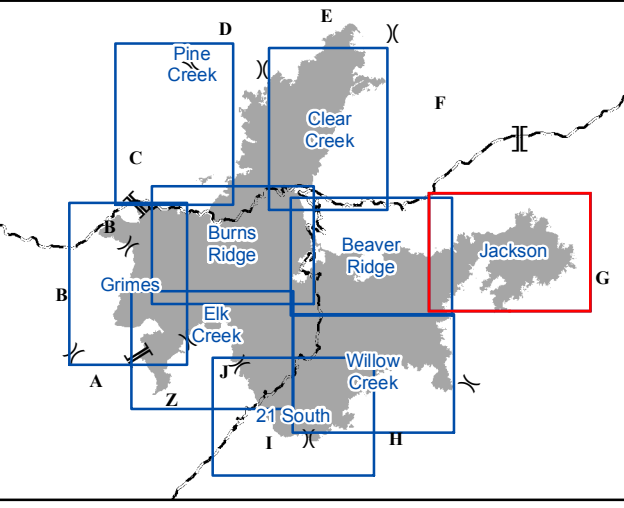 E
D
Pine
Creek
F
Clear
Creek
C
B
Burns
Ridge
Beaver
Ridge
Jackson
G
Grimes
B
Elk
Creek
J
Willow
Creek
A
Z
21 South
I
H